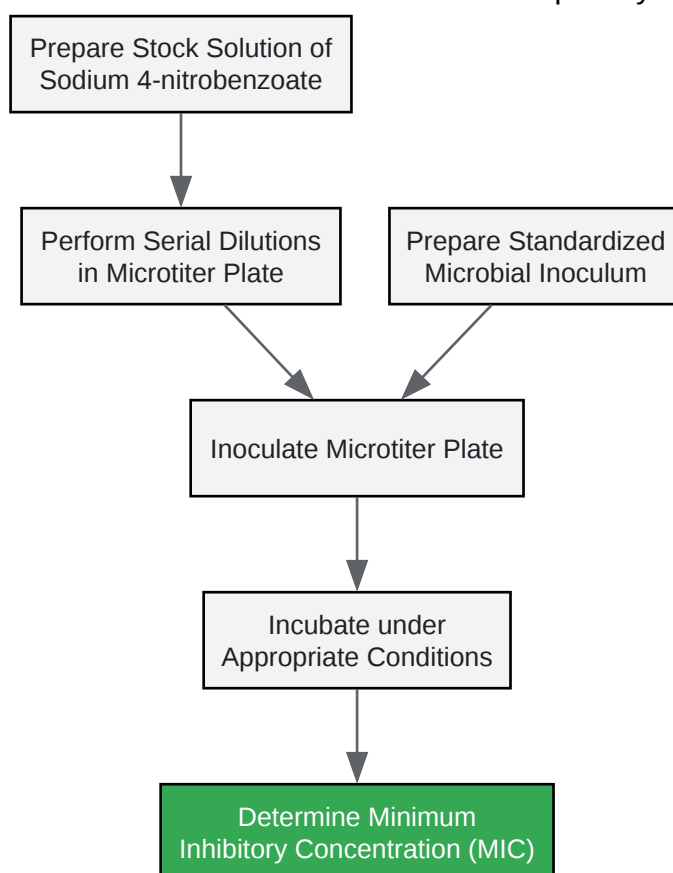 Prepare Stock Solution of
Sodium 4-nitrobenzoate
Perform Serial Dilutions
in Microtiter Plate
Prepare Standardized
Microbial Inoculum
Inoculate Microtiter Plate
Incubate under
Appropriate Conditions
Determine Minimum
Inhibitory Concentration (MIC)